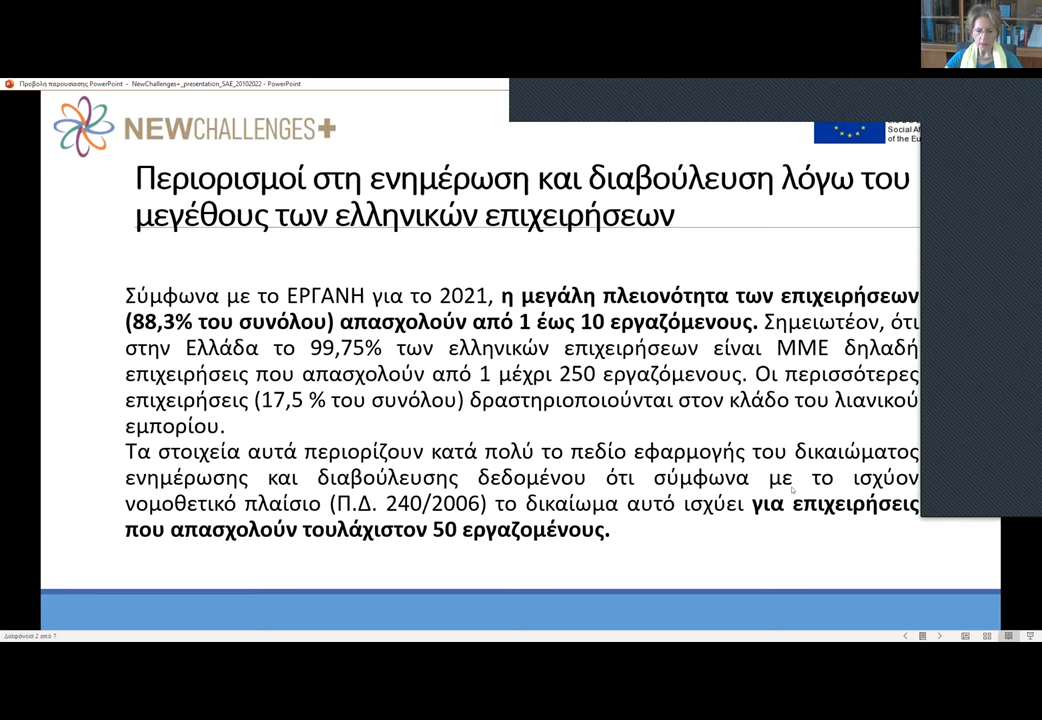 Προβολή παρουσίασης PowerPoint - NewChallenges+_presentation_SAE_20102022 - PowerPoint
NEWCHALLENGES+
Social Af
of the Eu
Περιορισμοί στη ενημέρωση και διαβούλευση λόγω του
μεγέθους των ελληνικών επιχειρήσεων
Σύμφωνα με το ΕΡΓΑΝΗ για το 2021, η μεγάλη πλειονότητα των επιχειρήσεων
(88,3% του συνόλου) απασχολούν από 1 έως 10 εργαζόμενους. Σημειωτέον, ότι
στην Ελλάδα το 99,75% των ελληνικών επιχειρήσεων είναι ΜΜΕ δηλαδή
επιχειρήσεις που απασχολούν από 1 μέχρι 250 εργαζόμενους. Οι περισσότερες
επιχειρήσεις (17,5 % του συνόλου) δραστηριοποιούνται στον κλάδο του λιανικού
εμπορίου.
Τα στοιχεία αυτά περιορίζουν κατά πολύ το πεδίο εφαρμογής του δικαιώματος
ενημέρωσης και διαβούλευσης δεδομένου ότι σύμφωνα με το ισχύον
νομοθετικό πλαίσιο (Π.Δ. 240/2006) το δικαίωμα αυτό ισχύει για επιχειρήσεις
που απασχολούν τουλάχιστον 50 εργαζομένους.
Διαφάνεια 2 από 7